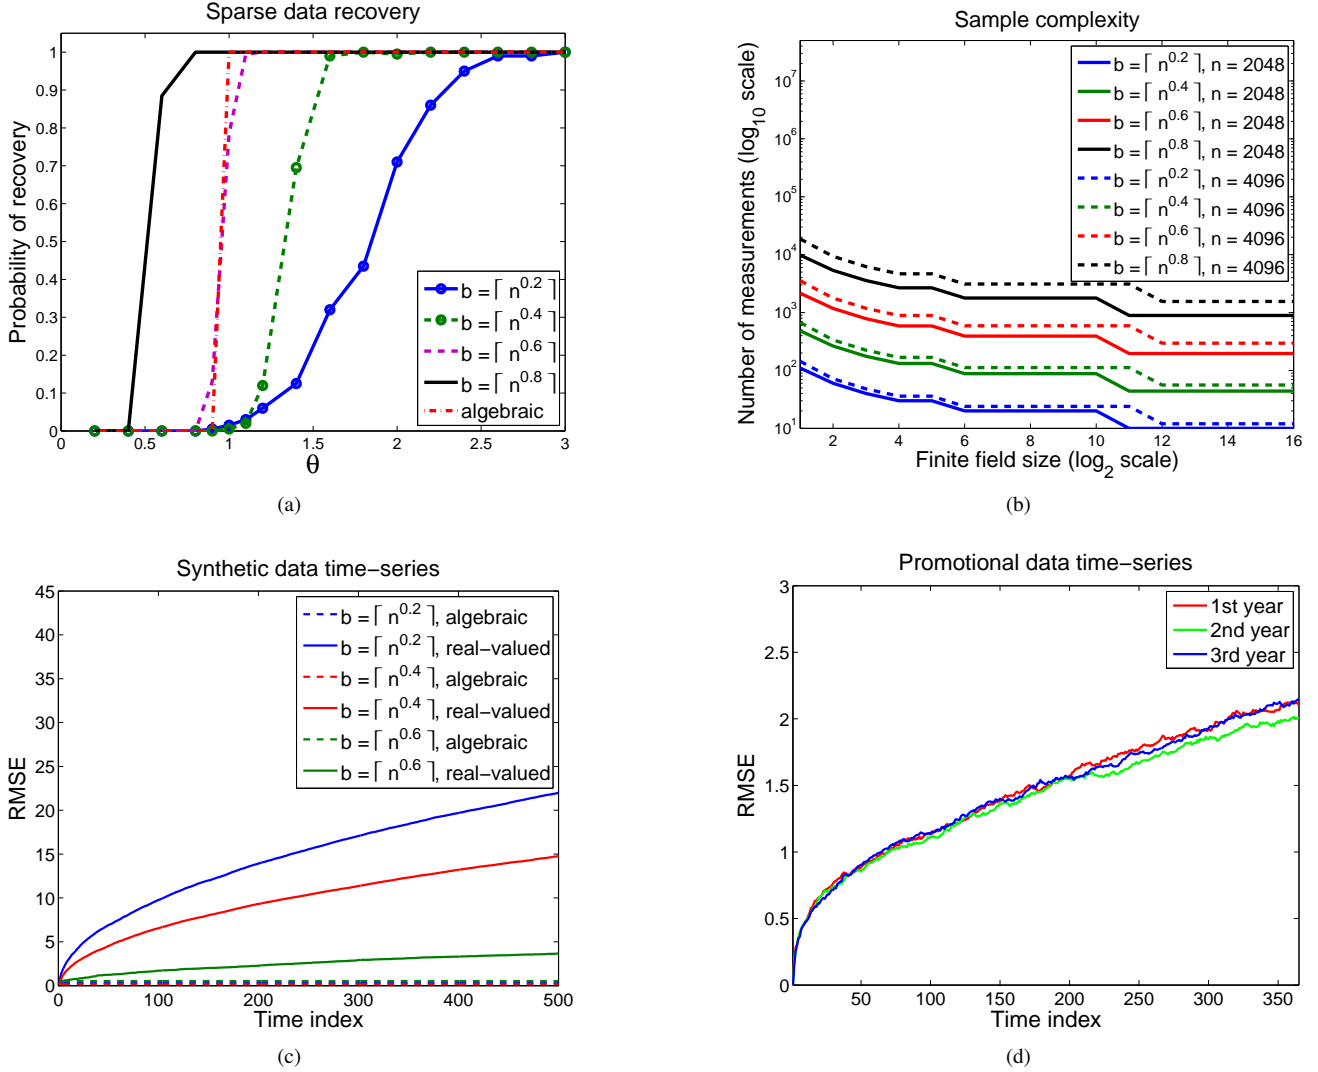 Sparse data recovery
Probability of recovery
1
0.9
0.8
0.7
0.6
0.5
0.4
0.3
0.2
0.1
0
0 0.5 1 1.5 2 2.5 3
θ
b = ⌈ n^0.2 ⌉
b = ⌈ n^0.4 ⌉
b = ⌈ n^0.6 ⌉
b = ⌈ n^0.8 ⌉
algebraic
(a)
Sample complexity
Number of measurements (log_10 scale)
10^7
10^6
10^5
10^4
10^3
10^2
10^1
2 4 6 8 10 12 14 16
Finite field size (log_2 scale)
b = ⌈ n^0.2 ⌉, n = 2048
b = ⌈ n^0.4 ⌉, n = 2048
b = ⌈ n^0.6 ⌉, n = 2048
b = ⌈ n^0.8 ⌉, n = 2048
b = ⌈ n^0.2 ⌉, n = 4096
b = ⌈ n^0.4 ⌉, n = 4096
b = ⌈ n^0.6 ⌉, n = 4096
b = ⌈ n^0.8 ⌉, n = 4096
(b)
Synthetic data time-series
RMSE
45
40
35
30
25
20
15
10
5
0
0 100 200 300 400 500
Time index
b = ⌈ n^0.2 ⌉, algebraic
b = ⌈ n^0.2 ⌉, real-valued
b = ⌈ n^0.4 ⌉, algebraic
b = ⌈ n^0.4 ⌉, real-valued
b = ⌈ n^0.6 ⌉, algebraic
b = ⌈ n^0.6 ⌉, real-valued
(c)
Promotional data time-series
RMSE
3
2.5
2
1.5
1
0.5
0
50 100 150 200 250 300 350
Time index
1st year
2nd year
3rd year
(d)